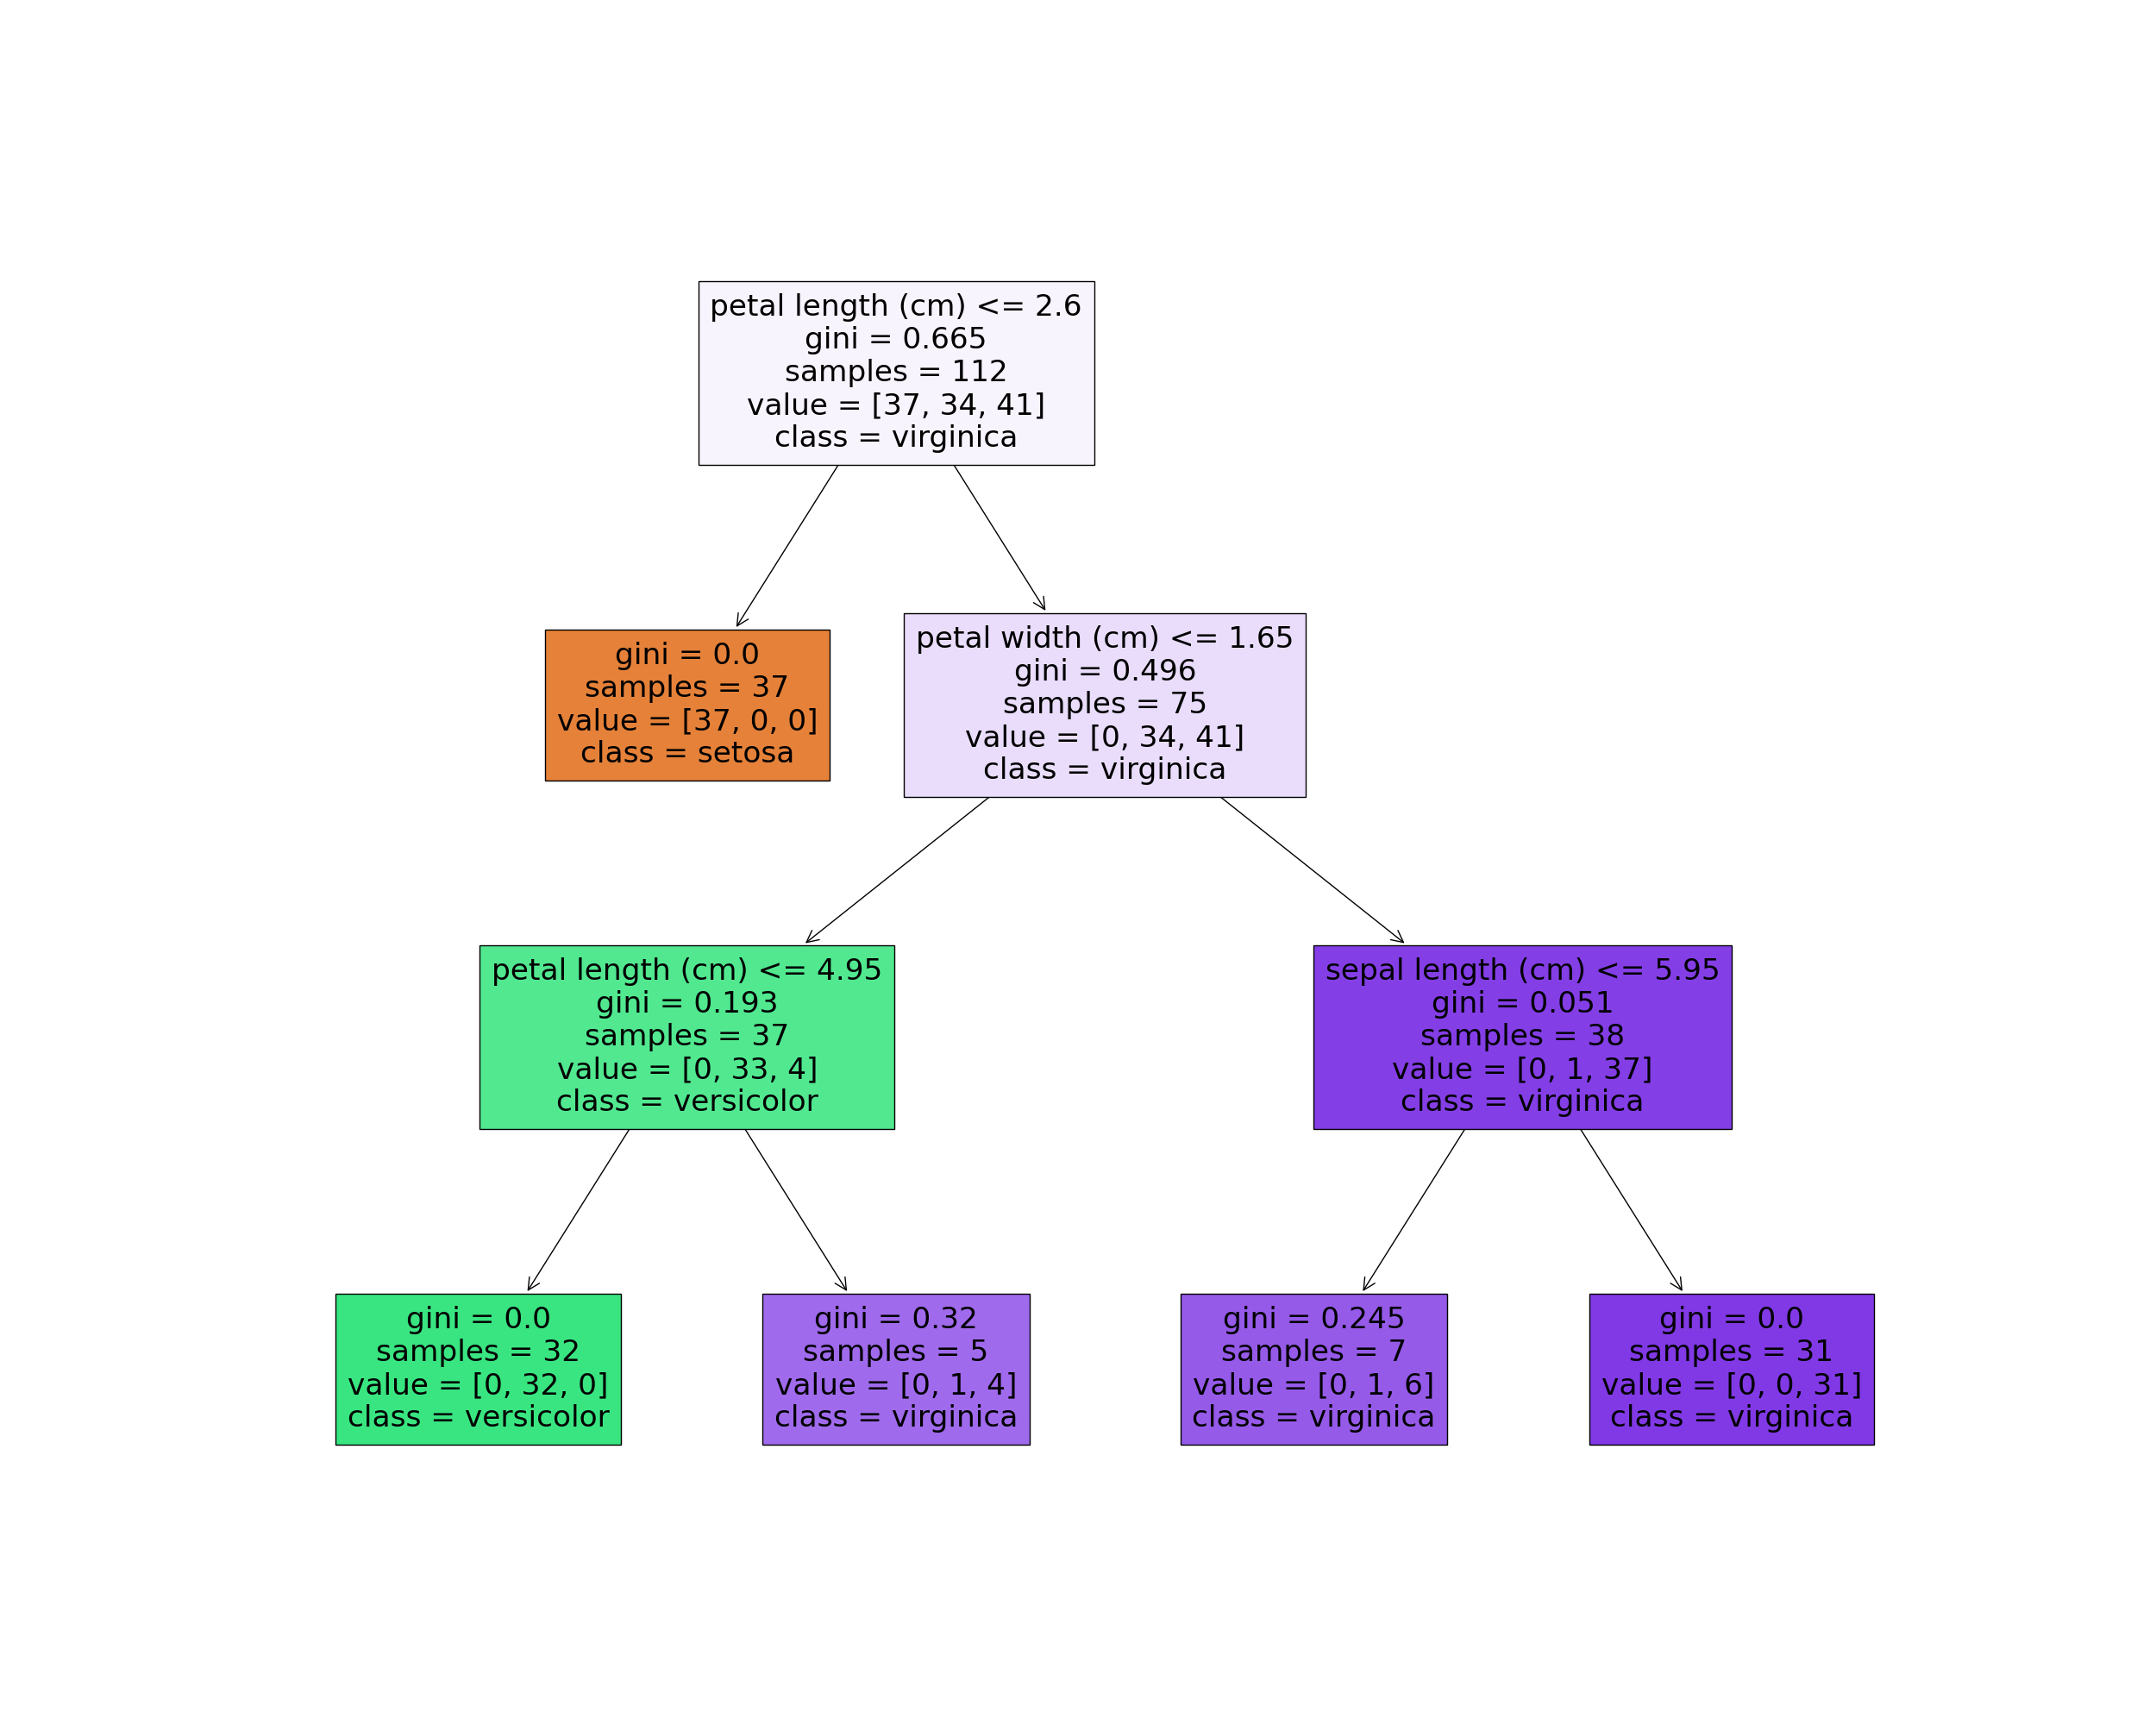 petal length (cm) <= 2.6
gini = 0.665
samples = 112
value = [37, 34, 41]
class = virginica
gini = 0.0
samples = 37
value = [37, 0, 0]
class = setosa
petal width (cm) <= 1.65
gini = 0.496
samples = 75
value = [0, 34, 41]
class = virginica
petal length (cm) <= 4.95
gini = 0.193
samples = 37
value = [0, 33, 4]
class = versicolor
sepal length (cm) <= 5.95
gini = 0.051
samples = 38
value = [0, 1, 37]
class = virginica
gini = 0.0
samples = 32
value = [0, 32, 0]
class = versicolor
gini = 0.32
samples = 5
value = [0, 1, 4]
class = virginica
gini = 0.245
samples = 7
value = [0, 1, 6]
class = virginica
gini = 0.0
samples = 31
value = [0, 0, 31]
class = virginica